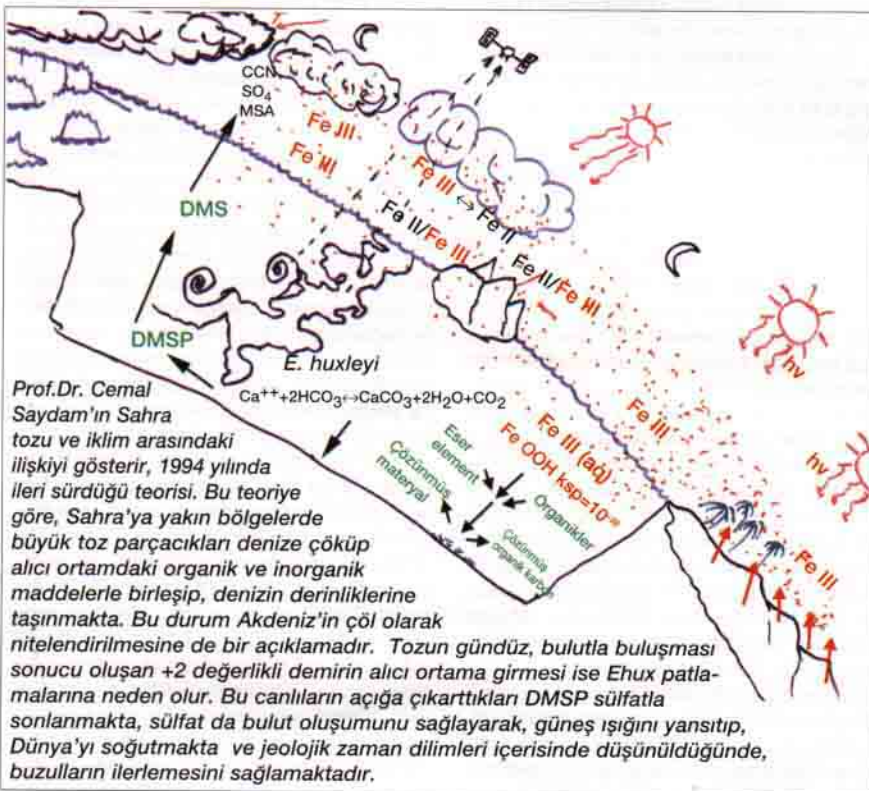 CCN
SO4
MSA
Fe III
Fe III
Fe III ↔ Fe II
Fe II/Fe III
Fe II/Fe III
DMS
DMSP
hν
E. huxleyi
Ca+++2HCO3↔CaCO3+2H2O+CO2
Fe III
Fe III (aq)
Fe OOH ksp=10
hν
Eser
element
Çözünmüş
materyal
Organikler
Çözünmüş
organik karbon
Fe III
Prof.Dr. Cemal
Saydam'ın Sahra
tozu ve iklim arasındaki
ilişkiyi gösterir, 1994 yılında
ileri sürdüğü teorisi. Bu teoriye
göre, Sahra'ya yakın bölgelerde
büyük toz parçacıkları denize çöküp
alıcı ortamdaki organik ve inorganik
maddelerle birleşip, denizin derinliklerine
taşınmakta. Bu durum Akdeniz'in çöl olarak
nitelendirilmesine de bir açıklamadır. Tozun gündüz, bulutla buluşması
sonucu oluşan +2 değerlikli demirin alıcı ortama girmesi ise Ehux patla-
malarına neden olur. Bu canlıların açığa çıkarttıkları DMSP sülfatla
sonlanmakta, sülfat da bulut oluşumunu sağlayarak, güneş ışığını yansıtıp,
Dünya'yı soğutmakta ve jeolojik zaman dilimleri içerisinde düşünüldüğünde,
buzulların ilerlemesini sağlamaktadır.